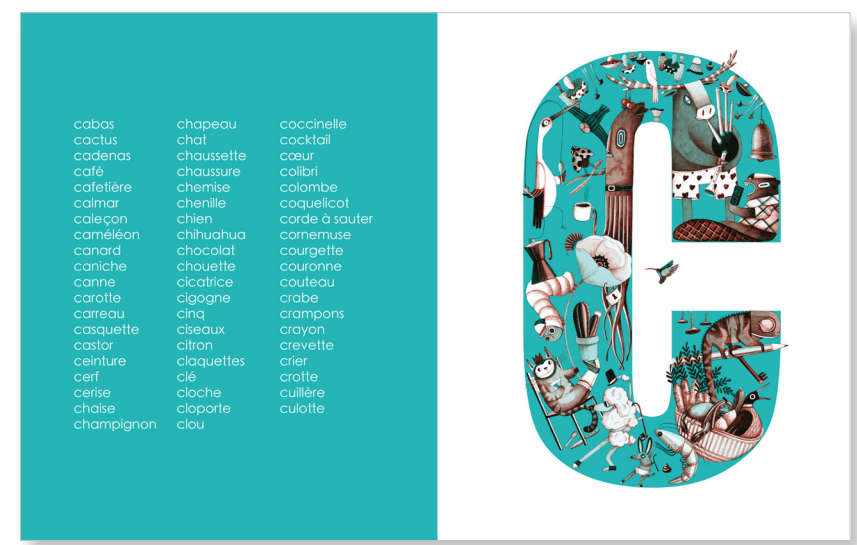 cabas
cactus
cadenas
café
cafetière
calmar
caleçon
caméléon
canard
caniche
canne
carotte
carreau
casquette
castor
ceinture
cerf
cerise
chaise
champignon
chapeau
chat
chaussette
chaussure
chemise
chenille
chien
chihuahua
chocolat
chouette
cicatrice
cigogne
cinq
ciseaux
citron
claquettes
clé
cloche
cloporte
clou
coccinelle
cocktail
cœur
colibri
colombe
coquelicot
corde à sauter
cornemuse
courgette
couronne
couteau
crabe
crampons
crayon
crevette
crier
crotte
cuillère
culotte
C